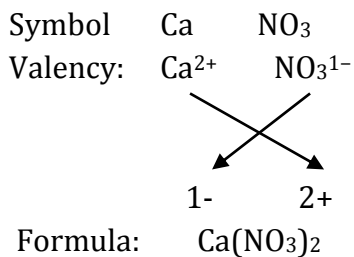 Symbol Ca NO₃
Valency: Ca²⁺ NO₃¹⁻
1- 2+
Formula: Ca(NO₃)₂